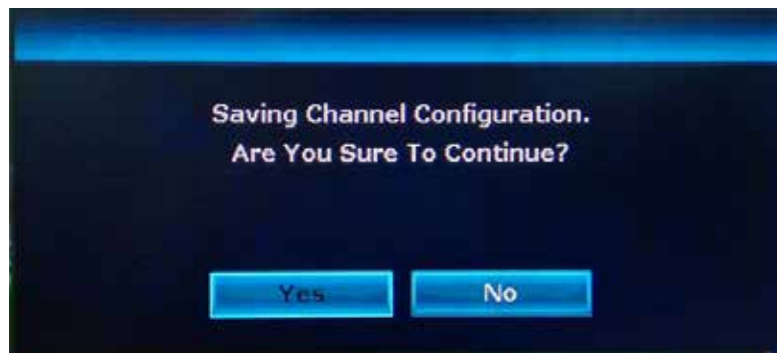 Saving Channel Configuration.
Are You Sure To Continue?
Yes
No